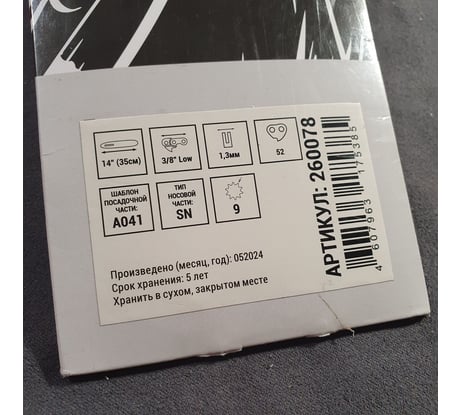 14" (35см)
3/8" Low
1,3мм
52
ШАБЛОН
ПОСАДОЧНОЙ
ЧАСТИ:
A041
ТИП
НОСОВОЙ
ЧАСТИ:
SN
9
Произведено (месяц, год): 052024
Срок хранения: 5 лет
Хранить в сухом, закрытом месте
АРТИКУЛ: 260078
4 607963 175385